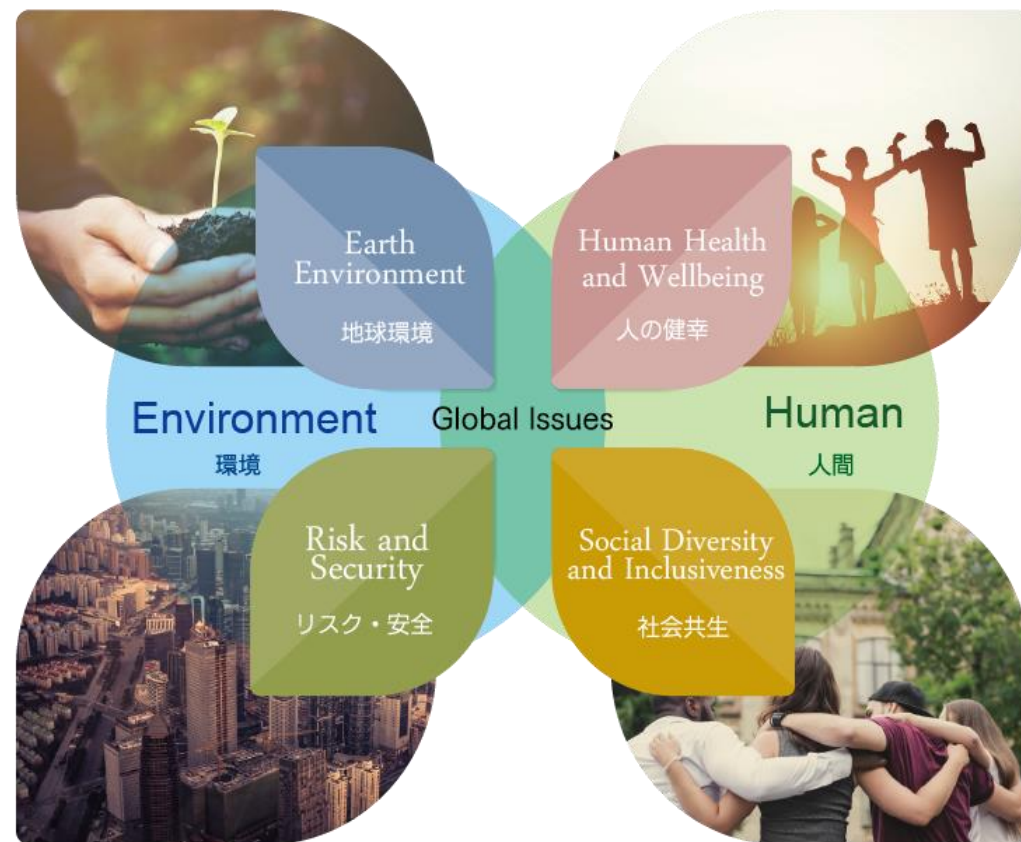 Earth
Environment
地球環境
Human Health
and Wellbeing
人の健幸
Environment
環境
Global Issues
Human
人間
Risk and
Security
リスク・安全
Social Diversity
and Inclusiveness
社会共生